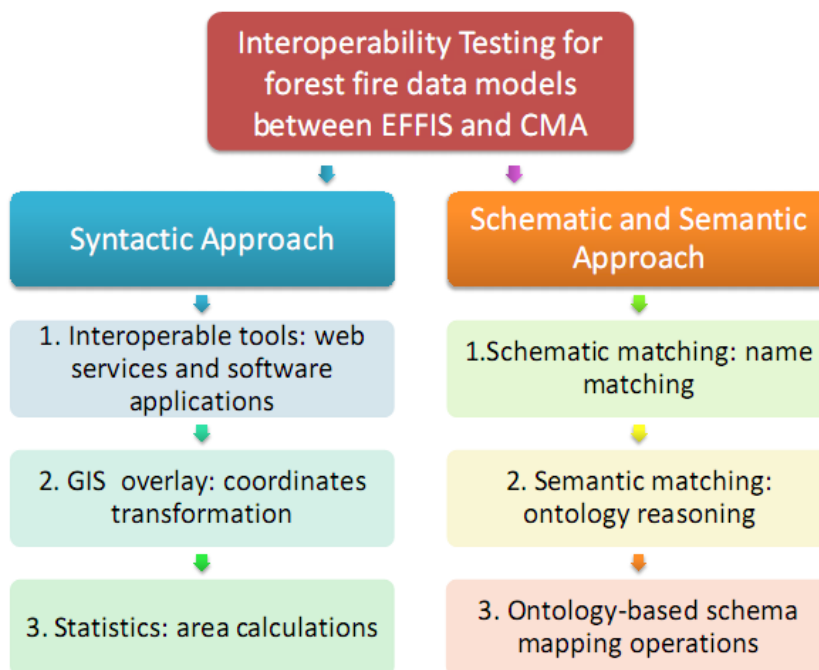 Interoperability Testing for
forest fire data models
between EFFIS and CMA
Syntactic Approach
1. Interoperable tools: web
services and software
applications
2. GIS overlay: coordinates
transformation
3. Statistics: area calculations
Schematic and Semantic
Approach
1.Schematic matching: name
matching
2. Semantic matching:
ontology reasoning
3. Ontology-based schema
mapping operations